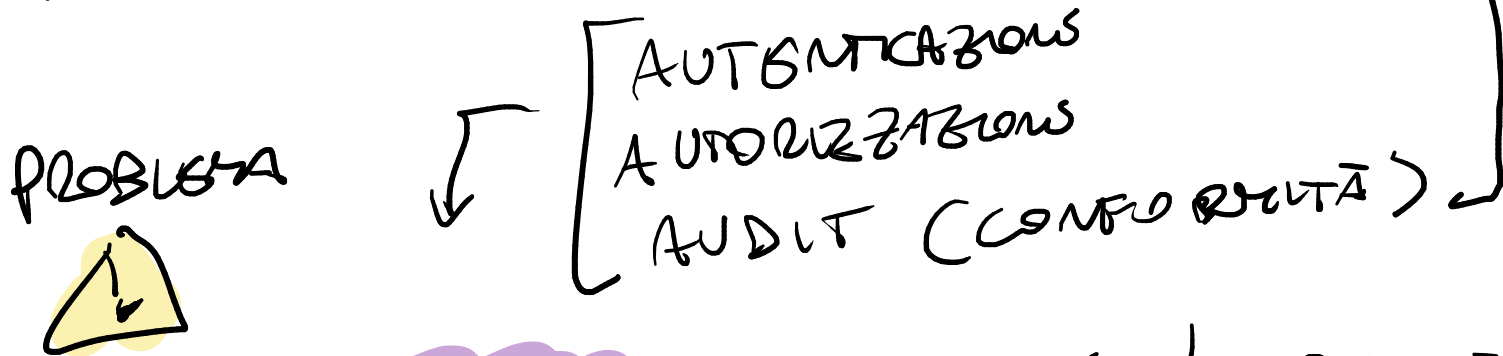 AUTENTICAZIONE
AUTORIZZAZIONE
PROBLEMA
AUDIT (CONFORMITÀ)